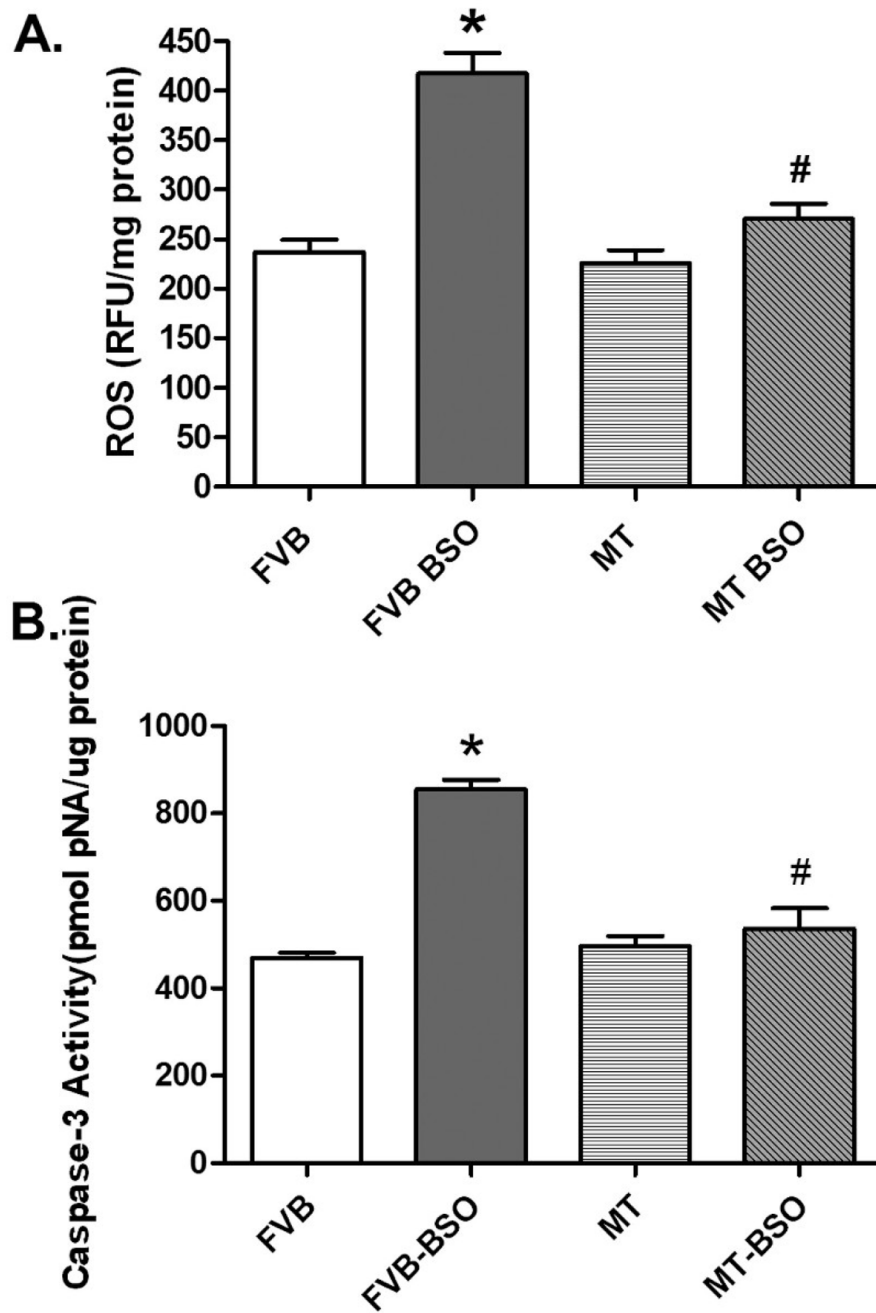 A.
ROS (RFU/mg protein)
450
400
350
300
250
200
150
100
50
0
*
#
FVB
FVB BSO
MT
MT BSO
B.
Caspase-3 Activity(pmol pNA/ug protein)
1000
800
600
400
200
0
*
#
FVB
FVB-BSO
MT
MT-BSO